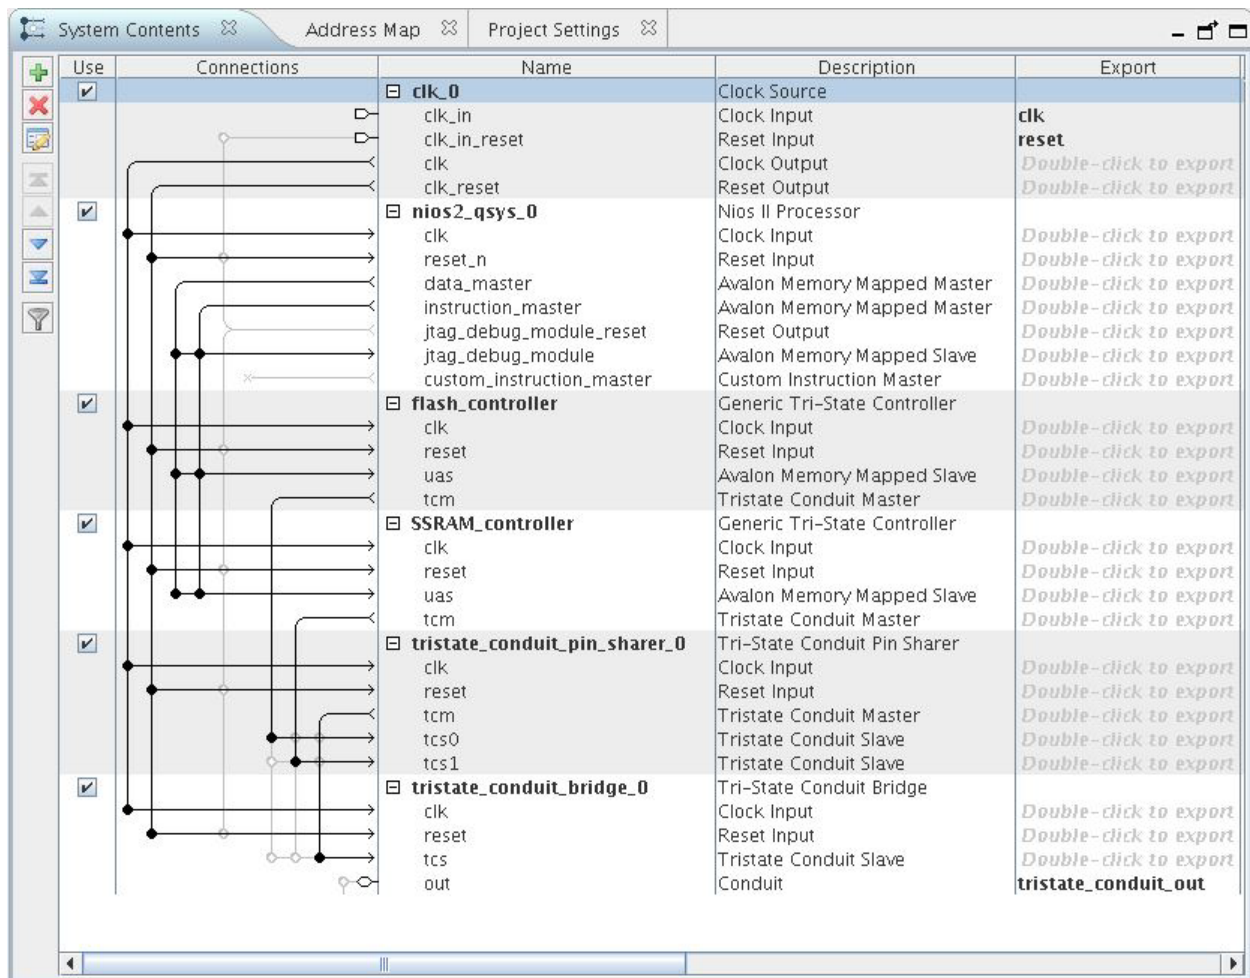 System Contents Address Map Project Settings
Use Connections Name Description Export
clk_0 Clock Source
clk_in Clock Input clk
clk_in_reset Reset Input reset
clk Clock Output Double-click to export
clk_reset Reset Output Double-click to export
nios2_qsys_0 Nios II Processor
clk Clock Input Double-click to export
reset_n Reset Input Double-click to export
data_master Avalon Memory Mapped Master Double-click to export
instruction_master Avalon Memory Mapped Master Double-click to export
jtag_debug_module_reset Reset Output Double-click to export
jtag_debug_module Avalon Memory Mapped Slave Double-click to export
custom_instruction_master Custom Instruction Master Double-click to export
flash_controller Generic Tri-State Controller
clk Clock Input Double-click to export
reset Reset Input Double-click to export
uas Avalon Memory Mapped Slave Double-click to export
tcm Tristate Conduit Master Double-click to export
SSRAM_controller Generic Tri-State Controller
clk Clock Input Double-click to export
reset Reset Input Double-click to export
uas Avalon Memory Mapped Slave Double-click to export
tcm Tristate Conduit Master Double-click to export
tristate_conduit_pin_sharer_0 Tri-State Conduit Pin Sharer
clk Clock Input Double-click to export
reset Reset Input Double-click to export
tcm Tristate Conduit Master Double-click to export
tcs0 Tristate Conduit Slave Double-click to export
tcs1 Tristate Conduit Slave Double-click to export
tristate_conduit_bridge_0 Tri-State Conduit Bridge
clk Clock Input Double-click to export
reset Reset Input Double-click to export
tcs Tristate Conduit Slave Double-click to export
out Conduit tristate_conduit_out